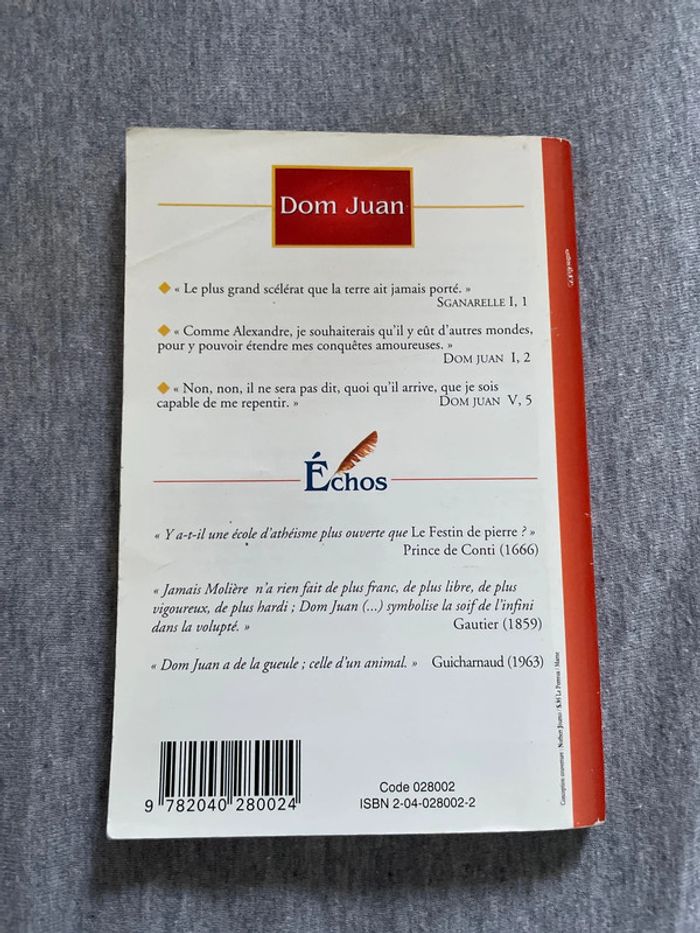 Dom Juan
« Le plus grand scélérat que la terre ait jamais porté. »
SGANARELLE I, 1
« Comme Alexandre, je souhaiterais qu'il y eût d'autres mondes,
pour y pouvoir étendre mes conquêtes amoureuses. »
DOM JUAN I, 2
« Non, non, il ne sera pas dit, quoi qu'il arrive, que je sois
capable de me repentir. » DOM JUAN V, 5
Échos
« Y a-t-il une école d'athéisme plus ouverte que Le Festin de pierre ? »
Prince de Conti (1666)
« Jamais Molière n'a rien fait de plus franc, de plus libre, de plus
vigoureux, de plus hardi ; Dom Juan (...) symbolise la soif de l'infini
dans la volupté. » Gautier (1859)
« Dom Juan a de la gueule ; celle d'un animal. » Guicharnaud (1963)
Code 028002
ISBN 2-04-028002-2
9 782040 280024
Conception couverture :